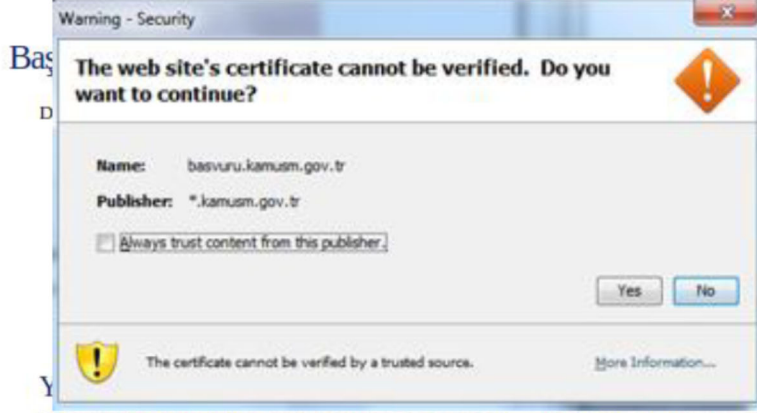 Warning - Security
Baş
The web site's certificate cannot be verified. Do you
want to continue?
D
Name: basvuru.kamusm.gov.tr
Publisher: *.kamusm.gov.tr
Always trust content from this publisher.
Yes No
The certificate cannot be verified by a trusted source. More Information...
Y